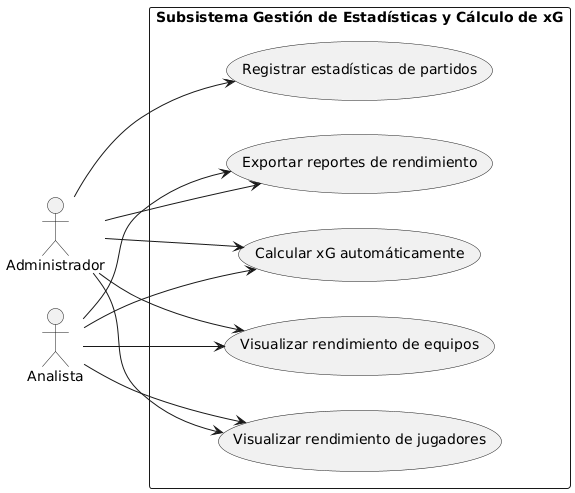 Subsistema Gestión de Estadísticas y Cálculo de xG
Registrar estadísticas de partidos
Exportar reportes de rendimiento
Administrador
Calcular xG automáticamente
Visualizar rendimiento de equipos
Analista
Visualizar rendimiento de jugadores